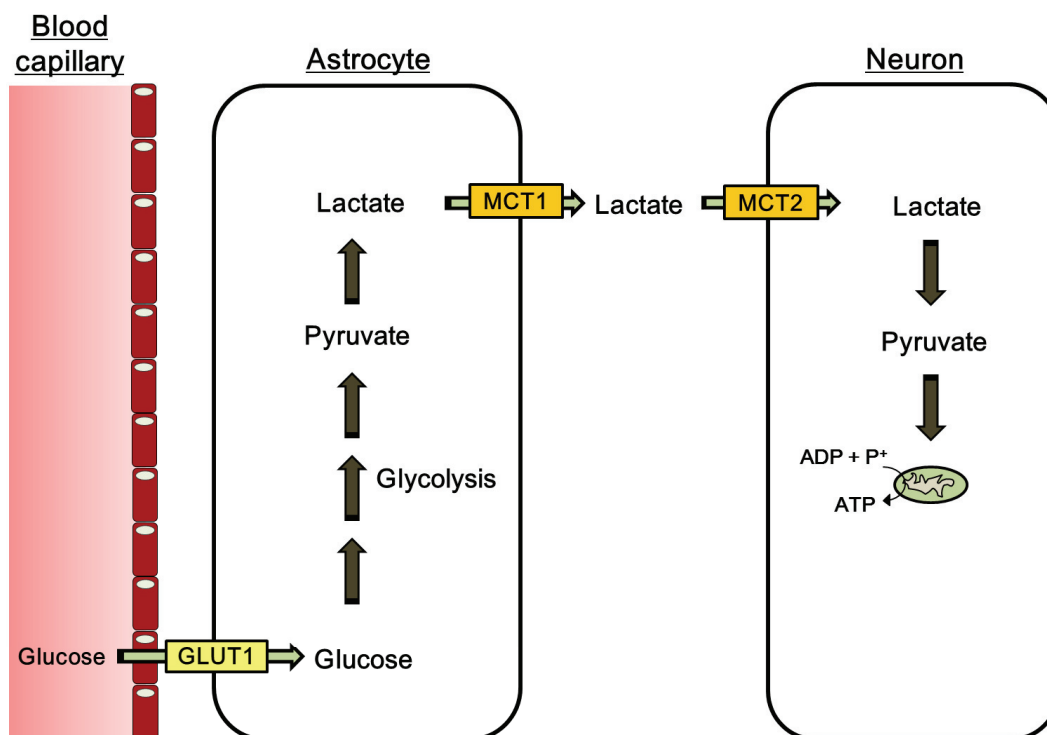 Blood
capillary
Astrocyte
Neuron
Lactate
MCT1
Lactate
MCT2
Lactate
Pyruvate
Pyruvate
Glycolysis
ADP + P⁺
ATP
Glucose
GLUT1
Glucose